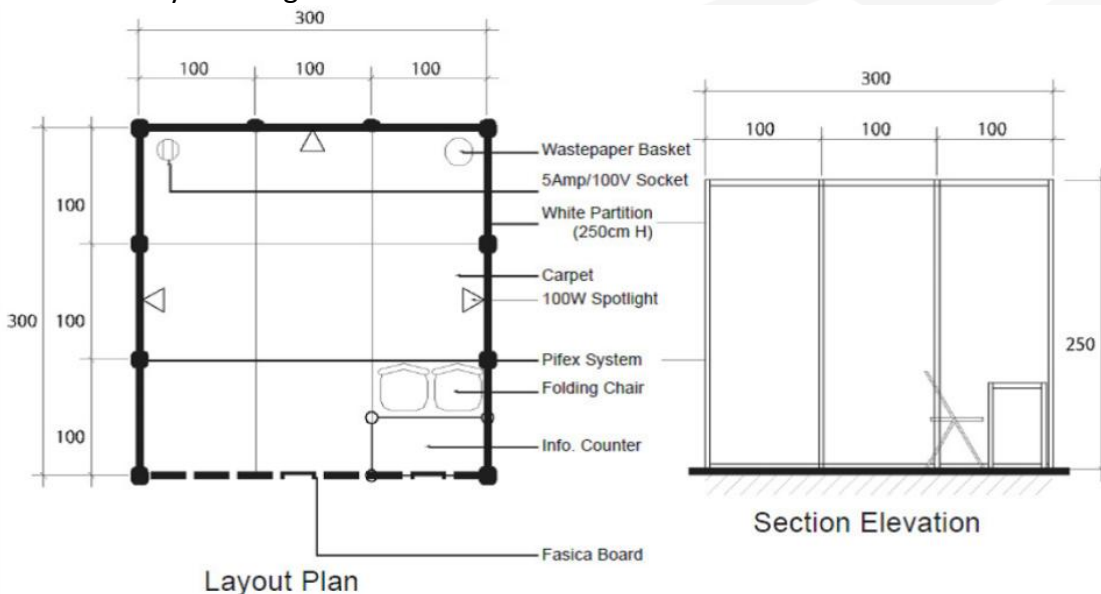 300
100 100 100
300
100
100
100
Wastepaper Basket
5Amp/100V Socket
White Partition
(250cm H)
Carpet
100W Spotlight
Pifex System
Folding Chair
Info. Counter
Fasica Board
Layout Plan
300
100 100 100
250
Section Elevation